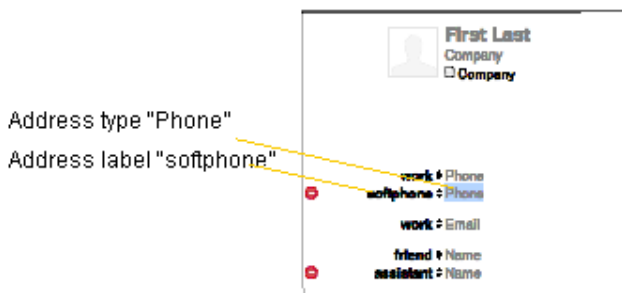 First Last
Company
Company
Address type "Phone"
Address label "softphone"
work Phone
softphone Phone
work Email
friend Name
assistant Name